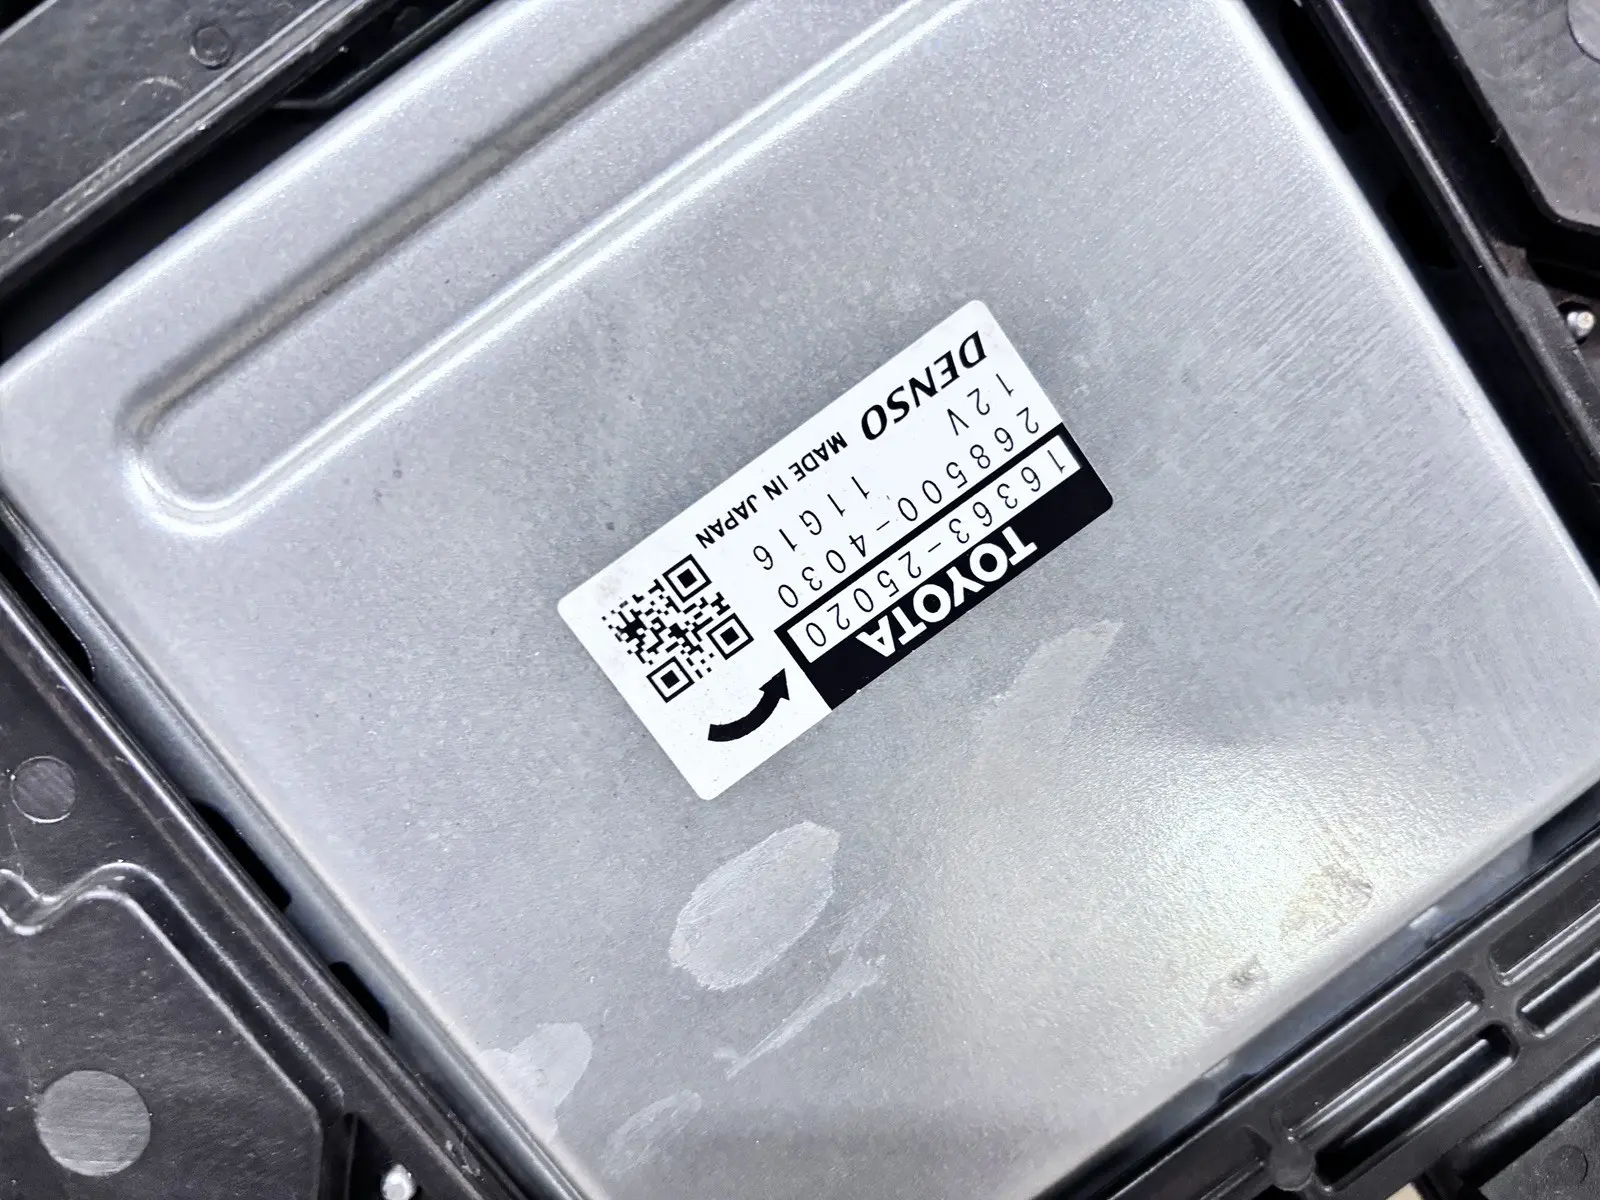 TOYOTA
16363-25020
268500-4030
12V 11G16
DENSO MADE IN JAPAN